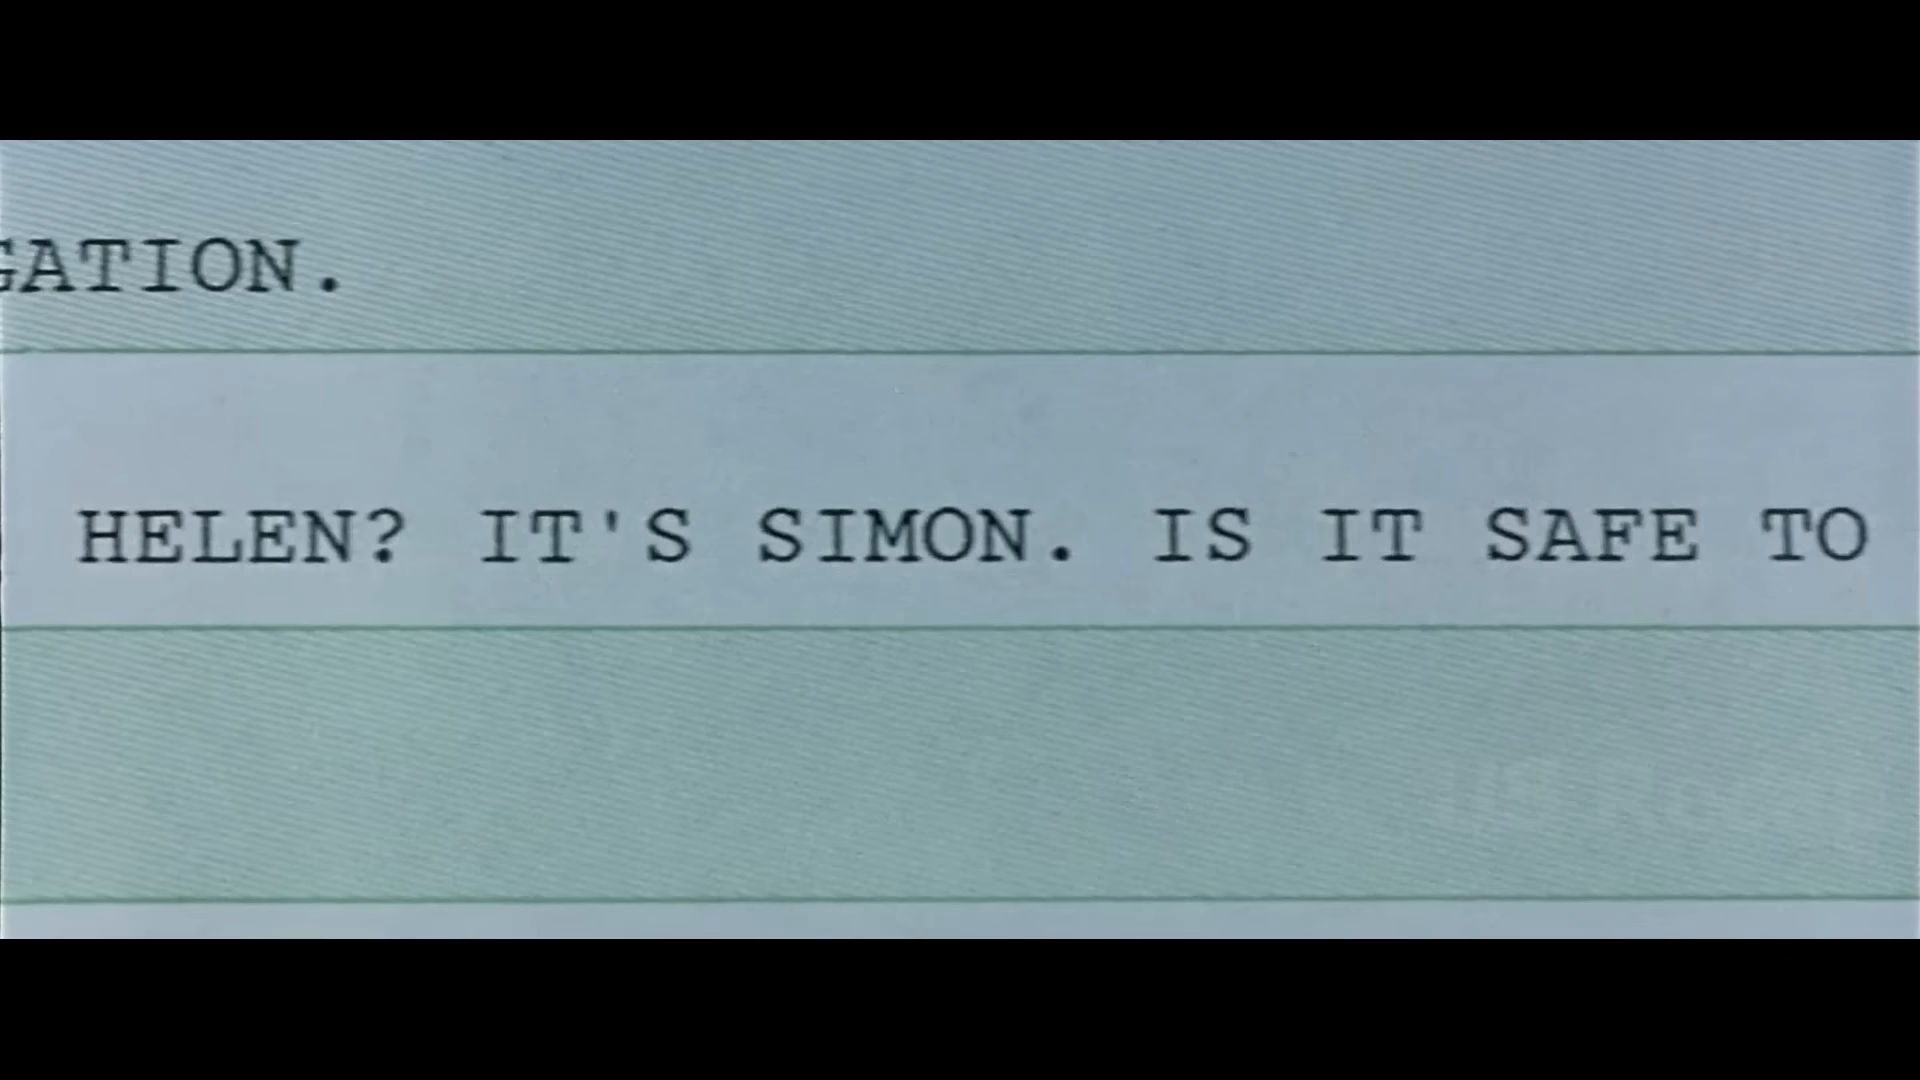 GATION.
HELEN? IT'S SIMON. IS IT SAFE TO